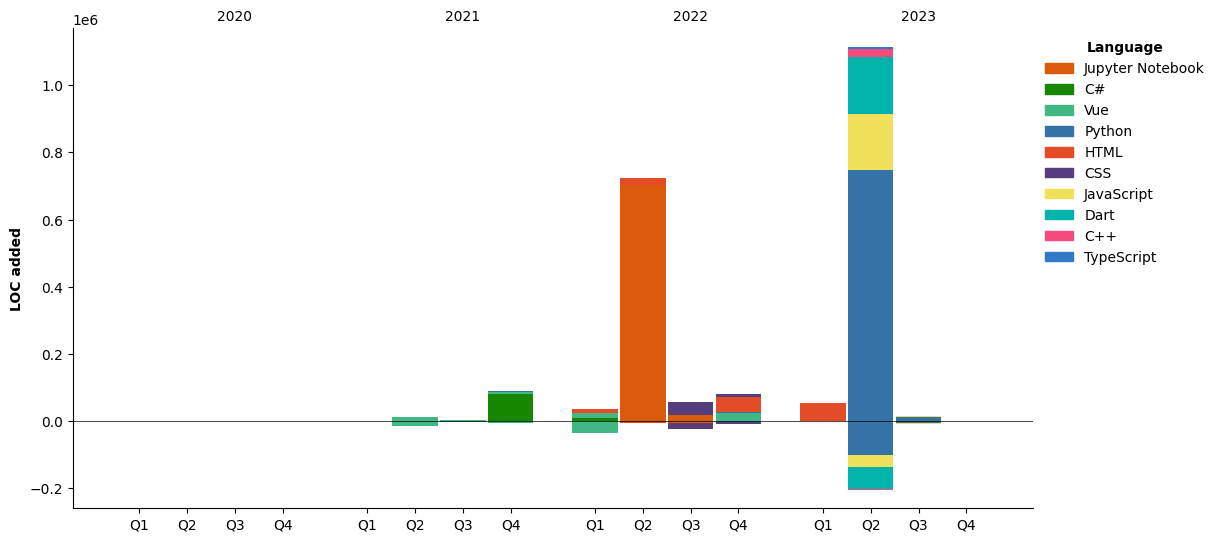 2020 2021 2022 2023
1e6
Language
Jupyter Notebook
C#
Vue
Python
HTML
CSS
JavaScript
Dart
C++
TypeScript
1.0
0.8
0.6
0.4
0.2
0.0
−0.2
LOC added
Q1 Q2 Q3 Q4 Q1 Q2 Q3 Q4 Q1 Q2 Q3 Q4 Q1 Q2 Q3 Q4